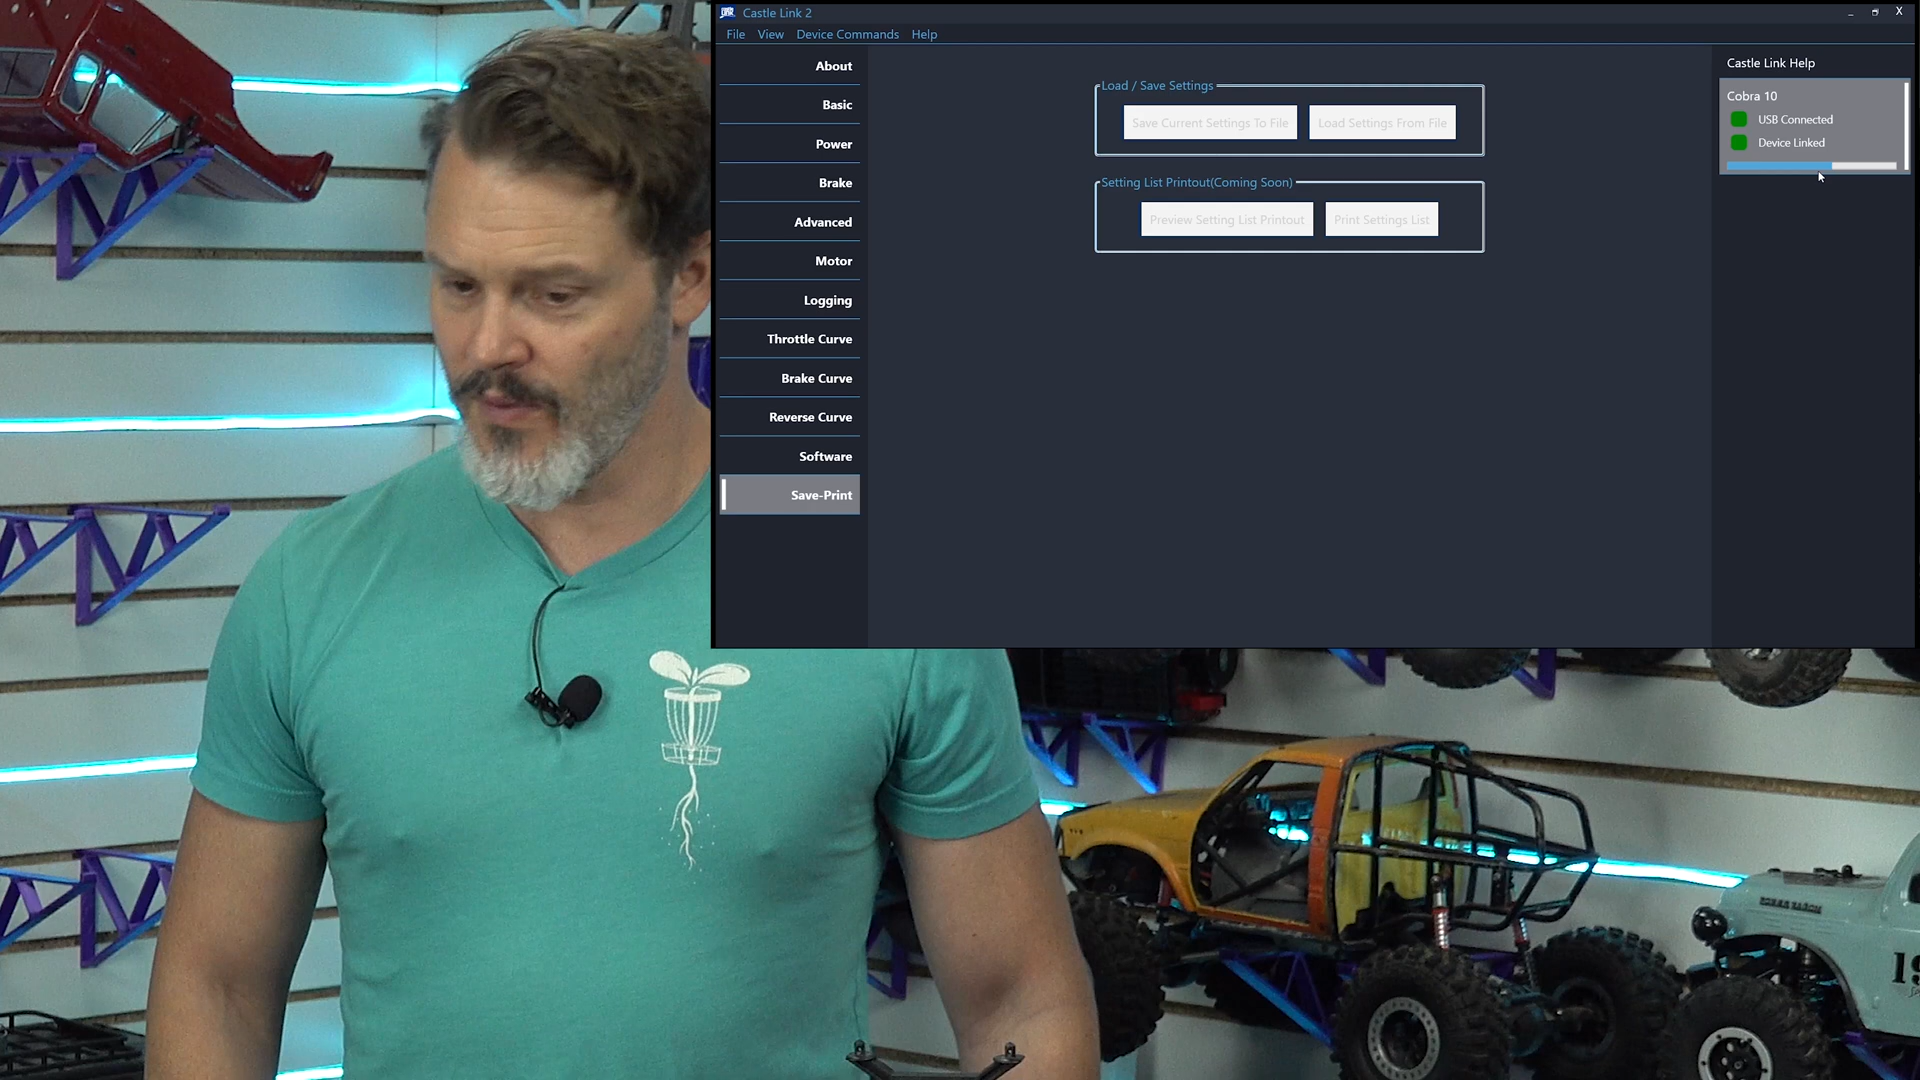 Castle Link 2
File View Device Commands Help
About
Basic
Power
Brake
Advanced
Motor
Logging
Throttle Curve
Brake Curve
Reverse Curve
Software
Save-Print
Load / Save Settings
Save Current Settings To File
Load Settings From File
Setting List Printout(Coming Soon)
Preview Setting List Printout
Print Settings List
Castle Link Help
Cobra 10
USB Connected
Device Linked